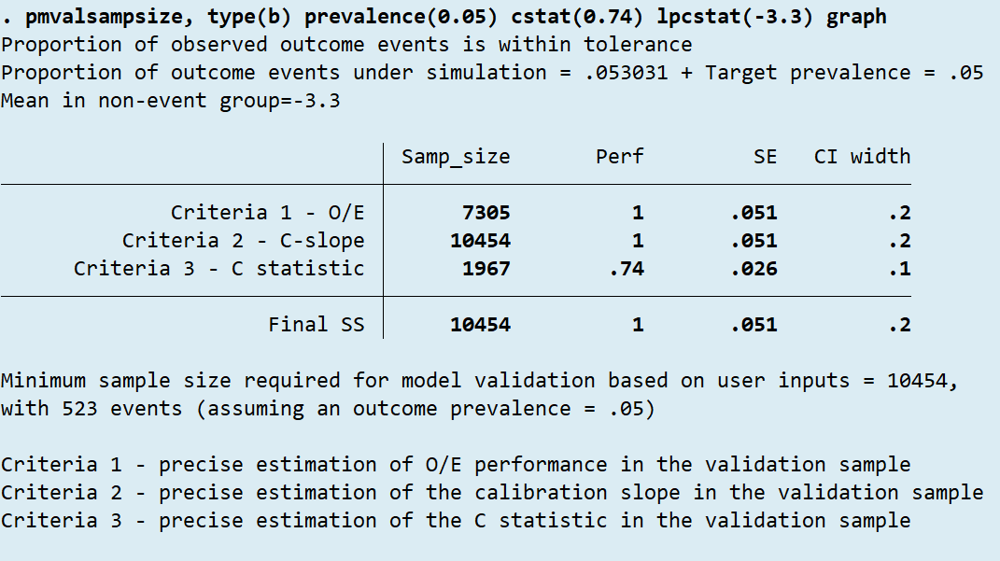 . pmvalsampsize, type(b) prevalence(0.05) cstat(0.74) lpcstat(-3.3) graph
Proportion of observed outcome events is within tolerance
Proportion of outcome events under simulation = .053031 + Target prevalence = .05
Mean in non-event group=-3.3
Samp_size Perf SE CI width
Criteria 1 - O/E 7305 1 .051 .2
Criteria 2 - C-slope 10454 1 .051 .2
Criteria 3 - C statistic 1967 .74 .026 .1
Final SS 10454 1 .051 .2
Minimum sample size required for model validation based on user inputs = 10454,
with 523 events (assuming an outcome prevalence = .05)
Criteria 1 - precise estimation of O/E performance in the validation sample
Criteria 2 - precise estimation of the calibration slope in the validation sample
Criteria 3 - precise estimation of the C statistic in the validation sample